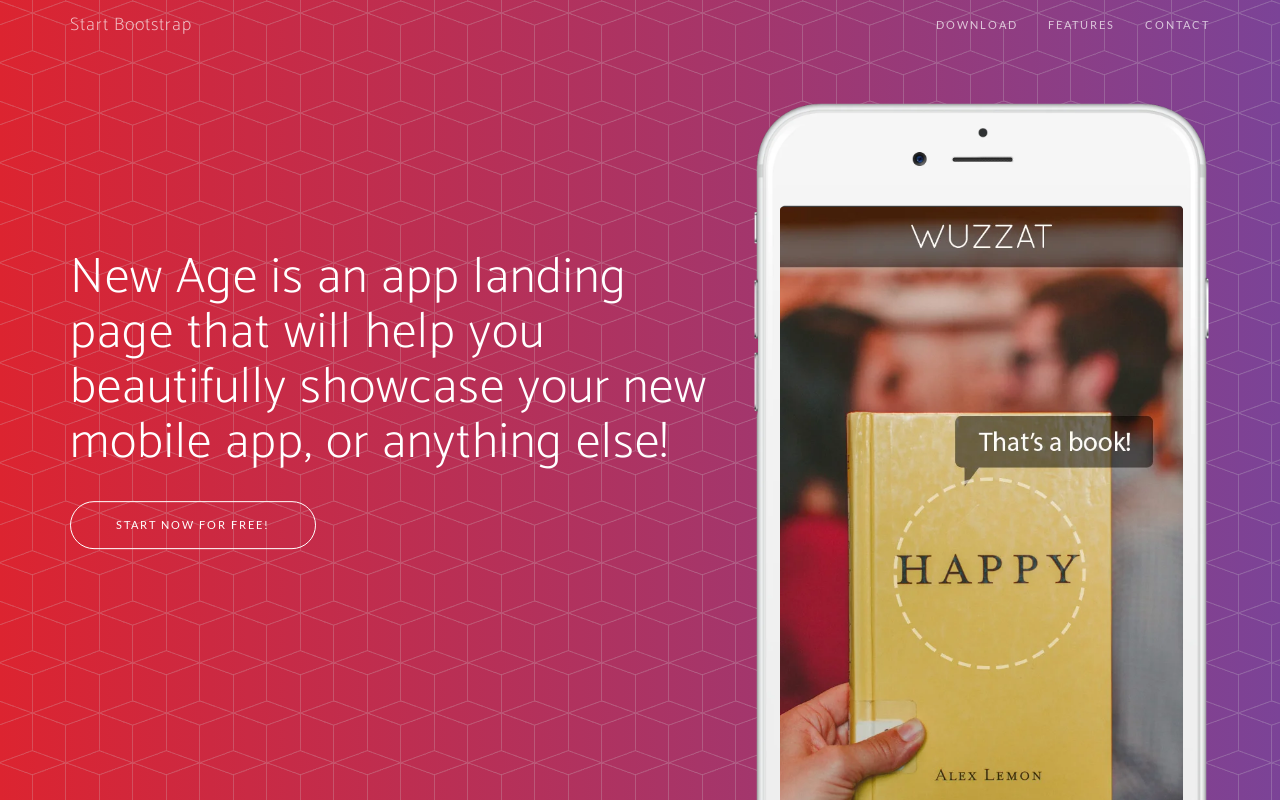 Start Bootstrap
DOWNLOAD
FEATURES
CONTACT
New Age is an app landing
page that will help you
beautifully showcase your new
mobile app, or anything else!
START NOW FOR FREE!
WUZZAT
That's a book!
HAPPY
ALEX LEMON